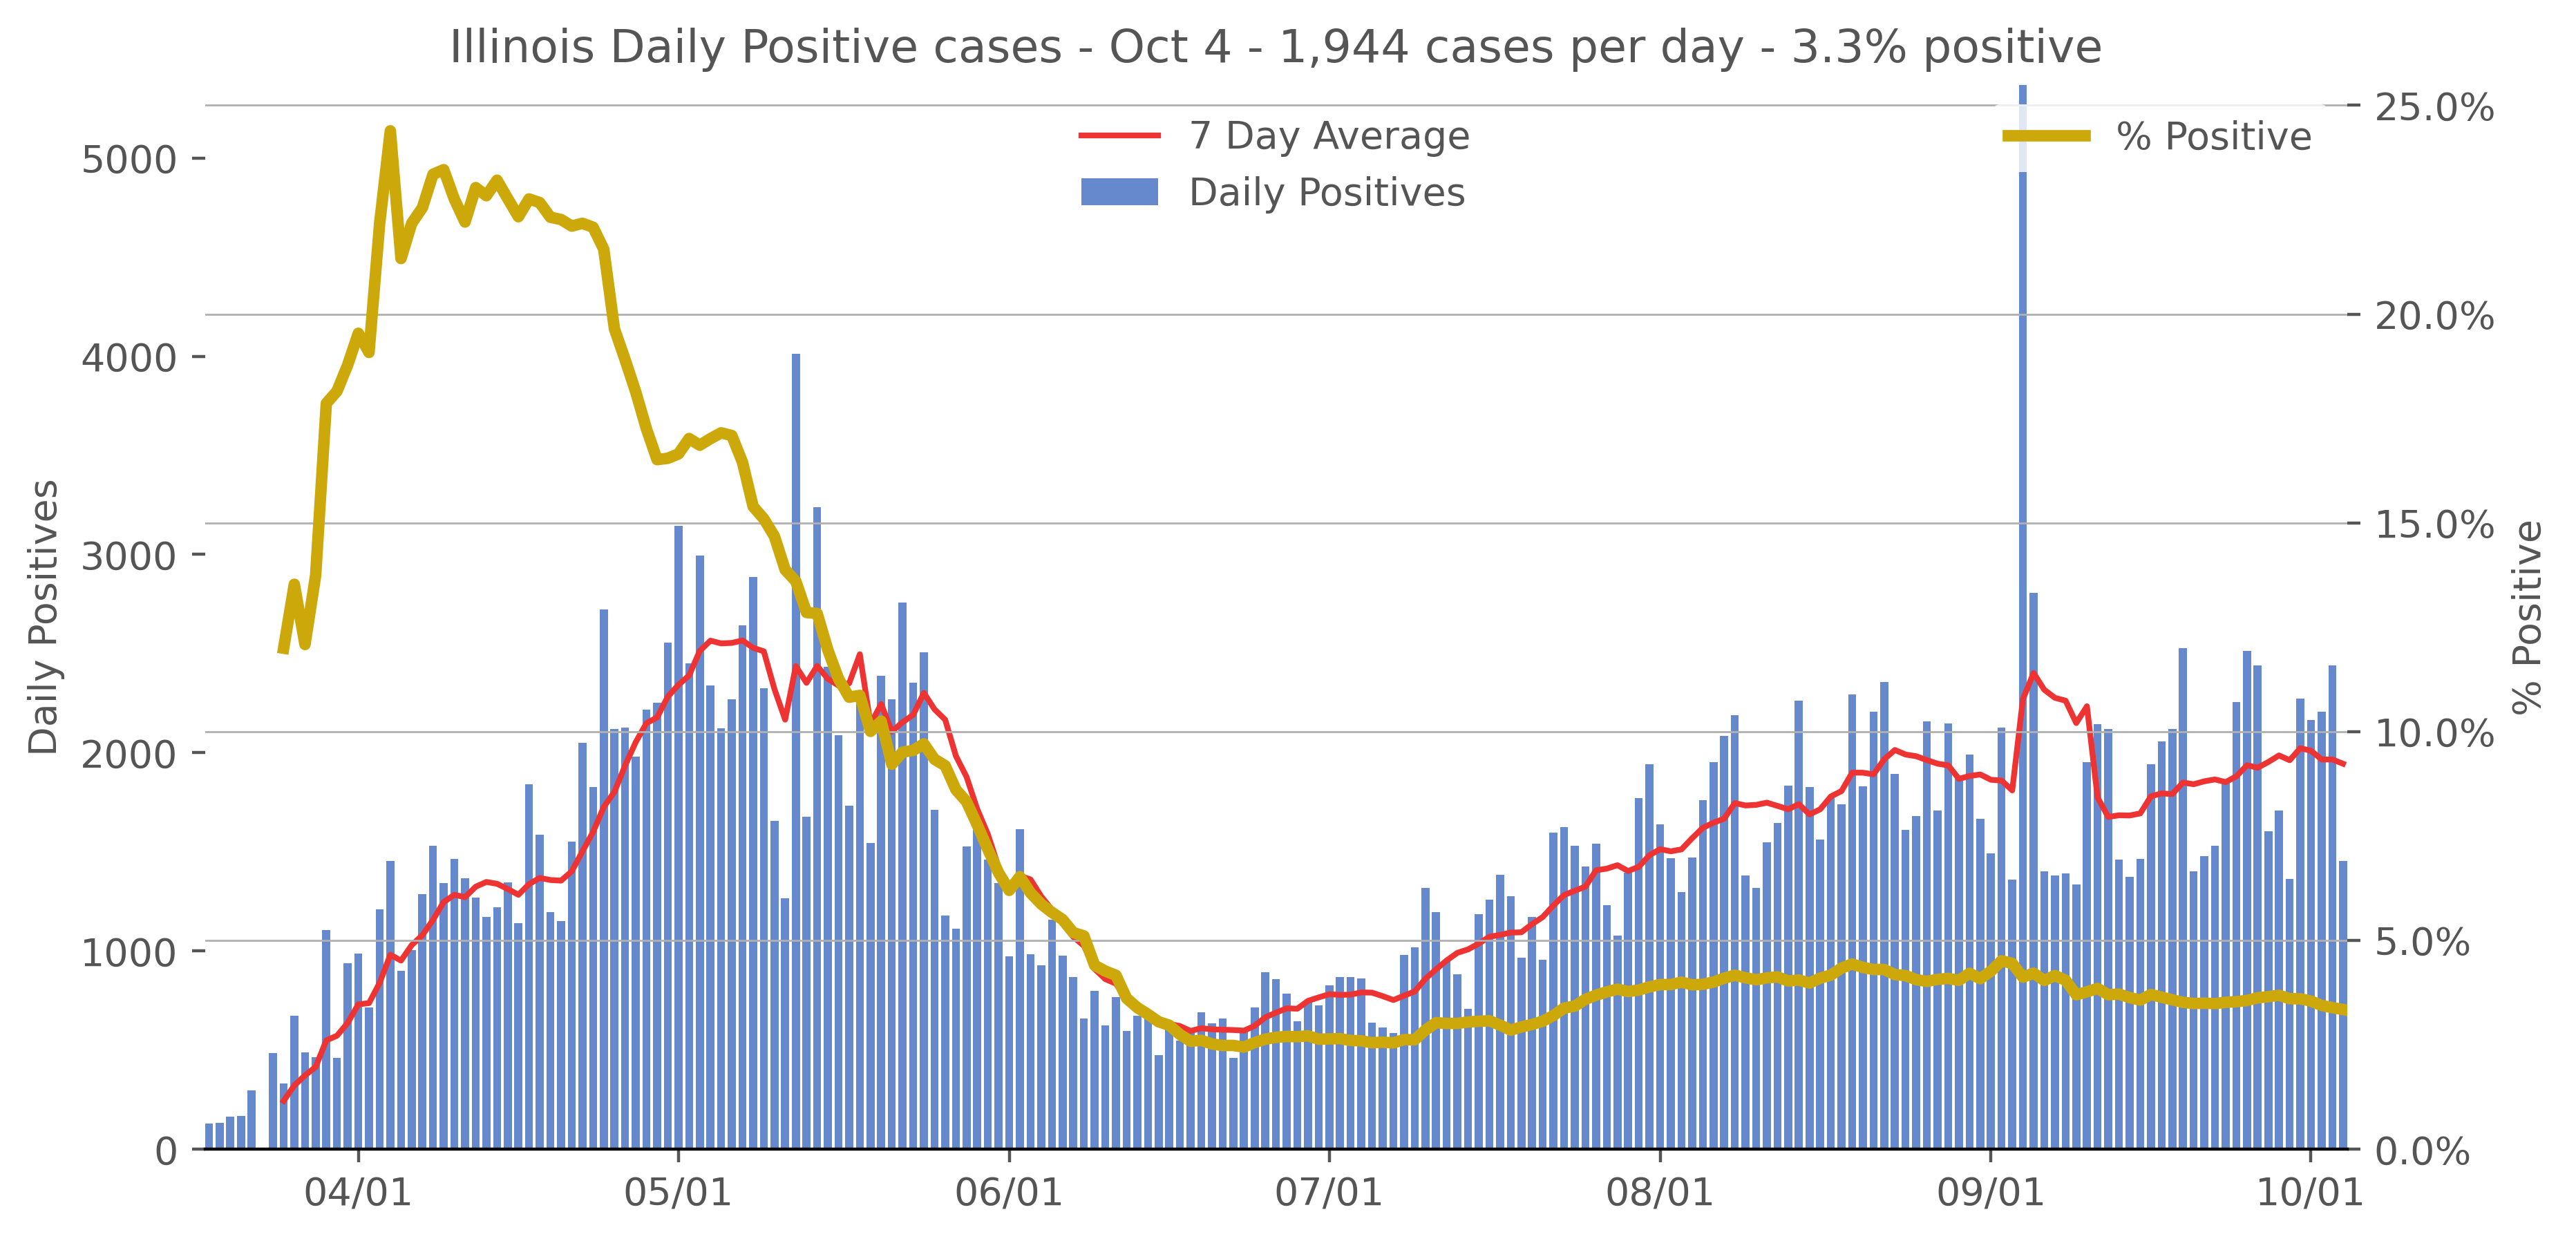 Illinois Daily Positive cases - Oct 4 - 1,944 cases per day - 3.3% positive
7 Day Average
Daily Positives
% Positive
Daily Positives
5000
4000
3000
2000
1000
0
25.0%
20.0%
15.0%
10.0%
5.0%
0.0%
% Positive
04/01 05/01 06/01 07/01 08/01 09/01 10/01